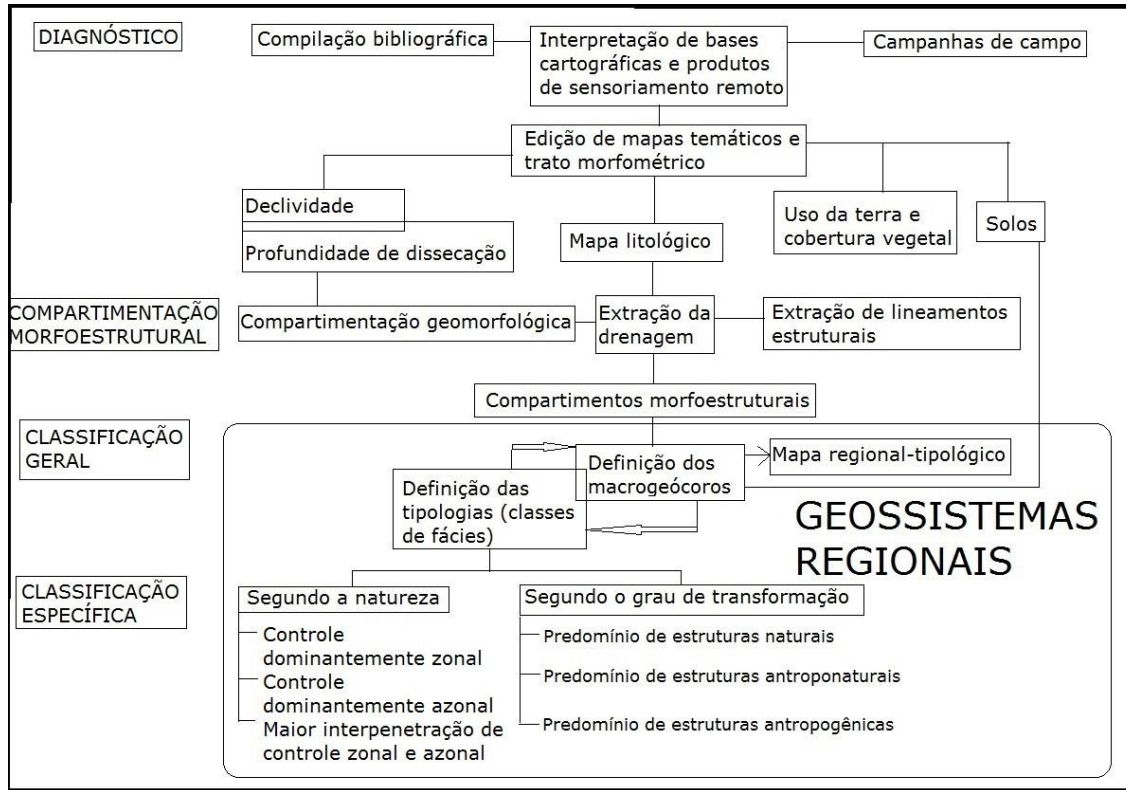 DIAGNÓSTICO
Compilação bibliográfica
Interpretação de bases
cartográficas e produtos
de sensoriamento remoto
Campanhas de campo
Edição de mapas temáticos e
trato morfométrico
Declividade
Profundidade de dissecação
Mapa litológico
Uso da terra e
cobertura vegetal
Solos
COMPARTIMENTAÇÃO
MORFOESTRUTURAL
Compartimentação geomorfológica
Extração da
drenagem
Extração de lineamentos
estruturais
Compartimentos morfoestruturais
CLASSIFICAÇÃO
GERAL
Definição dos
macrogeócoros
Mapa regional-tipológico
Definição das
tipologias (classes
de fácies)
GEOSSISTEMAS
REGIONAIS
CLASSIFICAÇÃO
ESPECÍFICA
Segundo a natureza
Controle
dominantemente zonal
Controle
dominantemente azonal
Maior interpenetração de
controle zonal e azonal
Segundo o grau de transformação
Predomínio de estruturas naturais
Predomínio de estruturas antroponaturais
Predomínio de estruturas antropogênicas